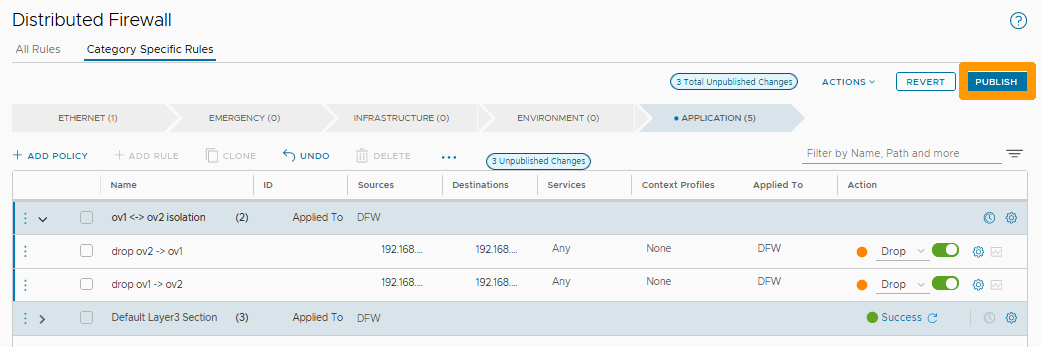 Distributed Firewall
?
All Rules Category Specific Rules
3 Total Unpublished Changes ACTIONS REVERT PUBLISH
ETHERNET (1) EMERGENCY (0) INFRASTRUCTURE (0) ENVIRONMENT (0) APPLICATION (5)
+ ADD POLICY + ADD RULE CLONE UNDO DELETE ... 3 Unpublished Changes Filter by Name, Path and more
Name ID Sources Destinations Services Context Profiles Applied To Action
ov1 <-> ov2 isolation (2) Applied To DFW
drop ov2 -> ov1 192.168.... 192.168.... Any None DFW Drop
drop ov1 -> ov2 192.168.... 192.168.... Any None DFW Drop
Default Layer3 Section (3) Applied To DFW Success